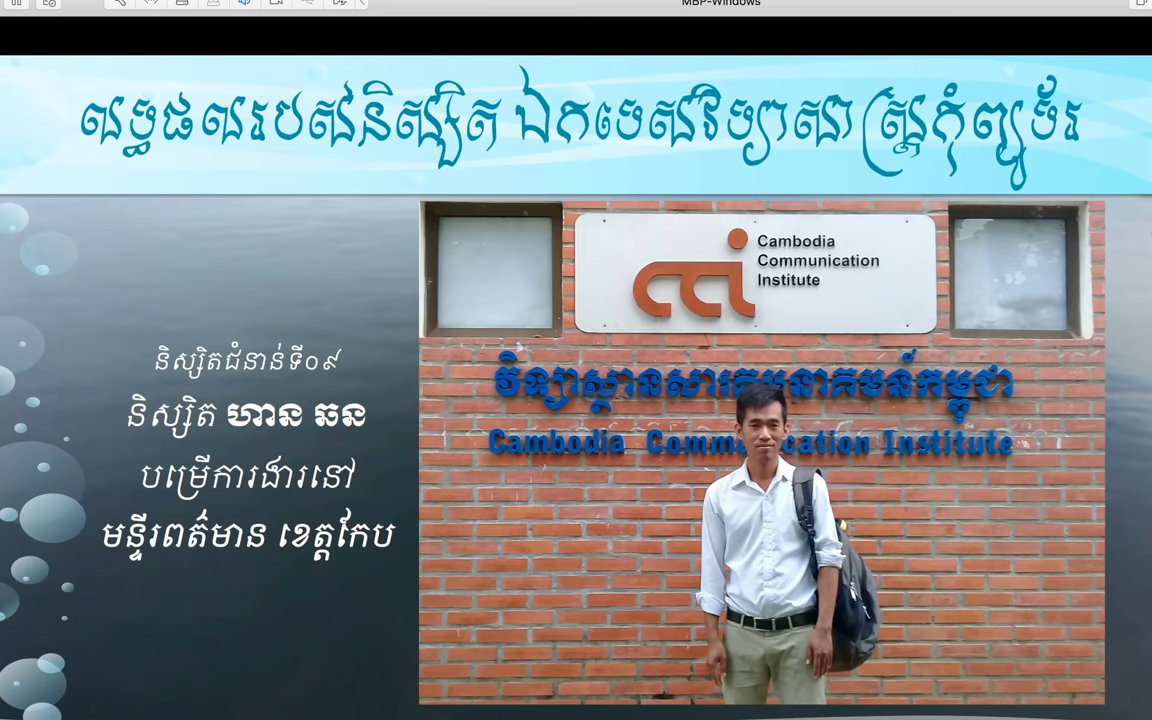 MBP-Windows
លទ្ធផលរបស់និស្សិត ឯកទេសវិទ្យាសាស្ត្រកុំព្យូទ័រ
Cambodia
Communication
Institute
វិទ្យាស្ថានសារគមនាគមន៍កម្ពុជា
Cambodia Communication Institute
និស្សិតជំនាន់ទី០៩
និស្សិត ហាន ឆន
បម្រើការងារនៅ
មន្ទីរពត៌មាន ខេត្តកែប